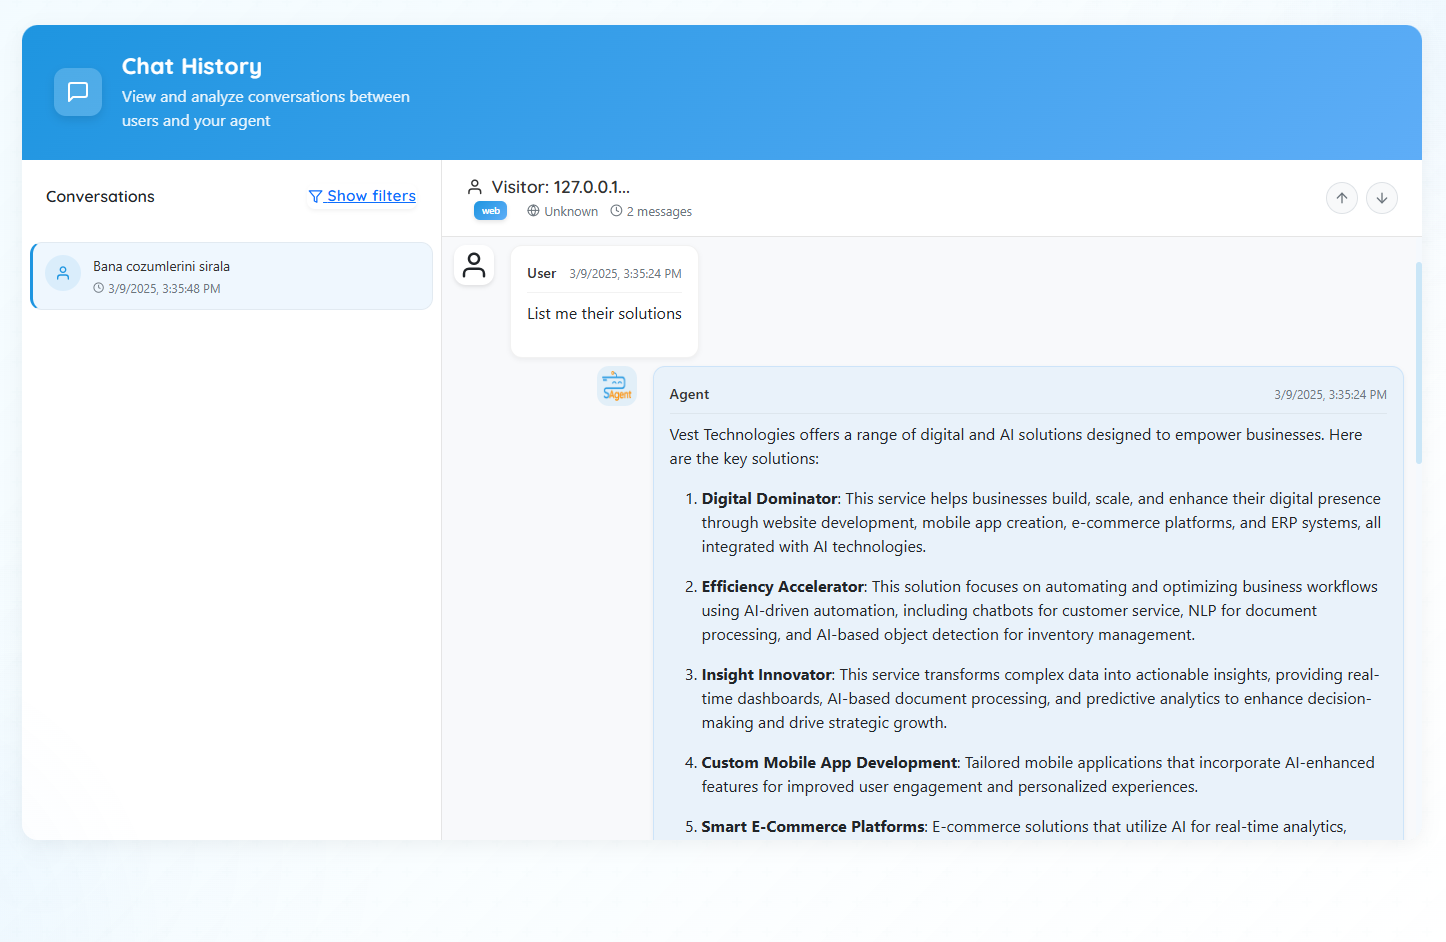 Chat History
View and analyze conversations between
users and your agent
Conversations
Show filters
Bana cozumlerini sirala
3/9/2025, 3:35:48 PM
Visitor: 127.0.0.1...
web Unknown 2 messages
User 3/9/2025, 3:35:24 PM
List me their solutions
SAgent
Agent 3/9/2025, 3:35:24 PM
Vest Technologies offers a range of digital and AI solutions designed to empower businesses. Here
are the key solutions:
1. Digital Dominator: This service helps businesses build, scale, and enhance their digital presence
through website development, mobile app creation, e-commerce platforms, and ERP systems, all
integrated with AI technologies.
2. Efficiency Accelerator: This solution focuses on automating and optimizing business workflows
using AI-driven automation, including chatbots for customer service, NLP for document
processing, and AI-based object detection for inventory management.
3. Insight Innovator: This service transforms complex data into actionable insights, providing real-
time dashboards, AI-based document processing, and predictive analytics to enhance decision-
making and drive strategic growth.
4. Custom Mobile App Development: Tailored mobile applications that incorporate AI-enhanced
features for improved user engagement and personalized experiences.
5. Smart E-Commerce Platforms: E-commerce solutions that utilize AI for real-time analytics,